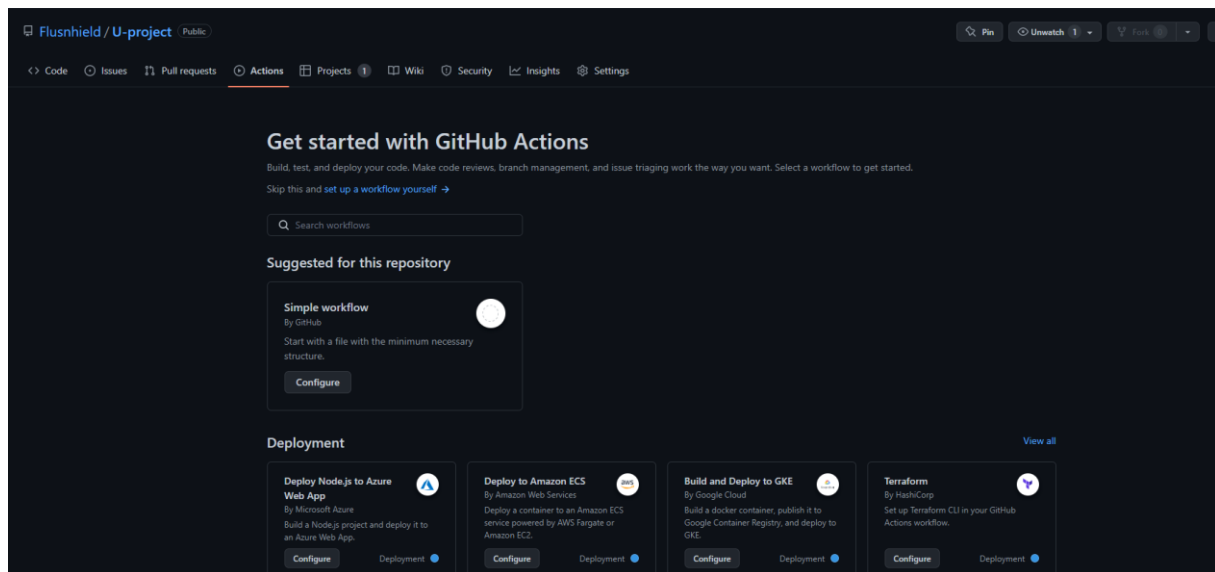 Flusnhield / U-project Public
Pin
Unwatch 1
Fork
Code
Issues
Pull requests
Actions
Projects 1
Wiki
Security
Insights
Settings
Get started with GitHub Actions
Build, test, and deploy your code. Make code reviews, branch management, and issue triaging work the way you want. Select a workflow to get started.
Skip this and set up a workflow yourself →
Search workflows
Suggested for this repository
Simple workflow
By GitHub
Start with a file with the minimum necessary
structure.
Configure
Deployment
View all
Deploy Node.js to Azure
Web App
By Microsoft Azure
Build a Node.js project and deploy it to
an Azure Web App.
Configure
Deployment
Deploy to Amazon ECS
By Amazon Web Services
Deploy a container to an Amazon ECS
service powered by AWS Fargate or
Amazon EC2.
Configure
Deployment
Build and Deploy to GKE
By Google Cloud
Build a docker container, publish it to
Google Container Registry, and deploy to
GKE.
Configure
Deployment
Terraform
By HashiCorp
Set up Terraform CLI in your GitHub
Actions workflow.
Configure
Deployment